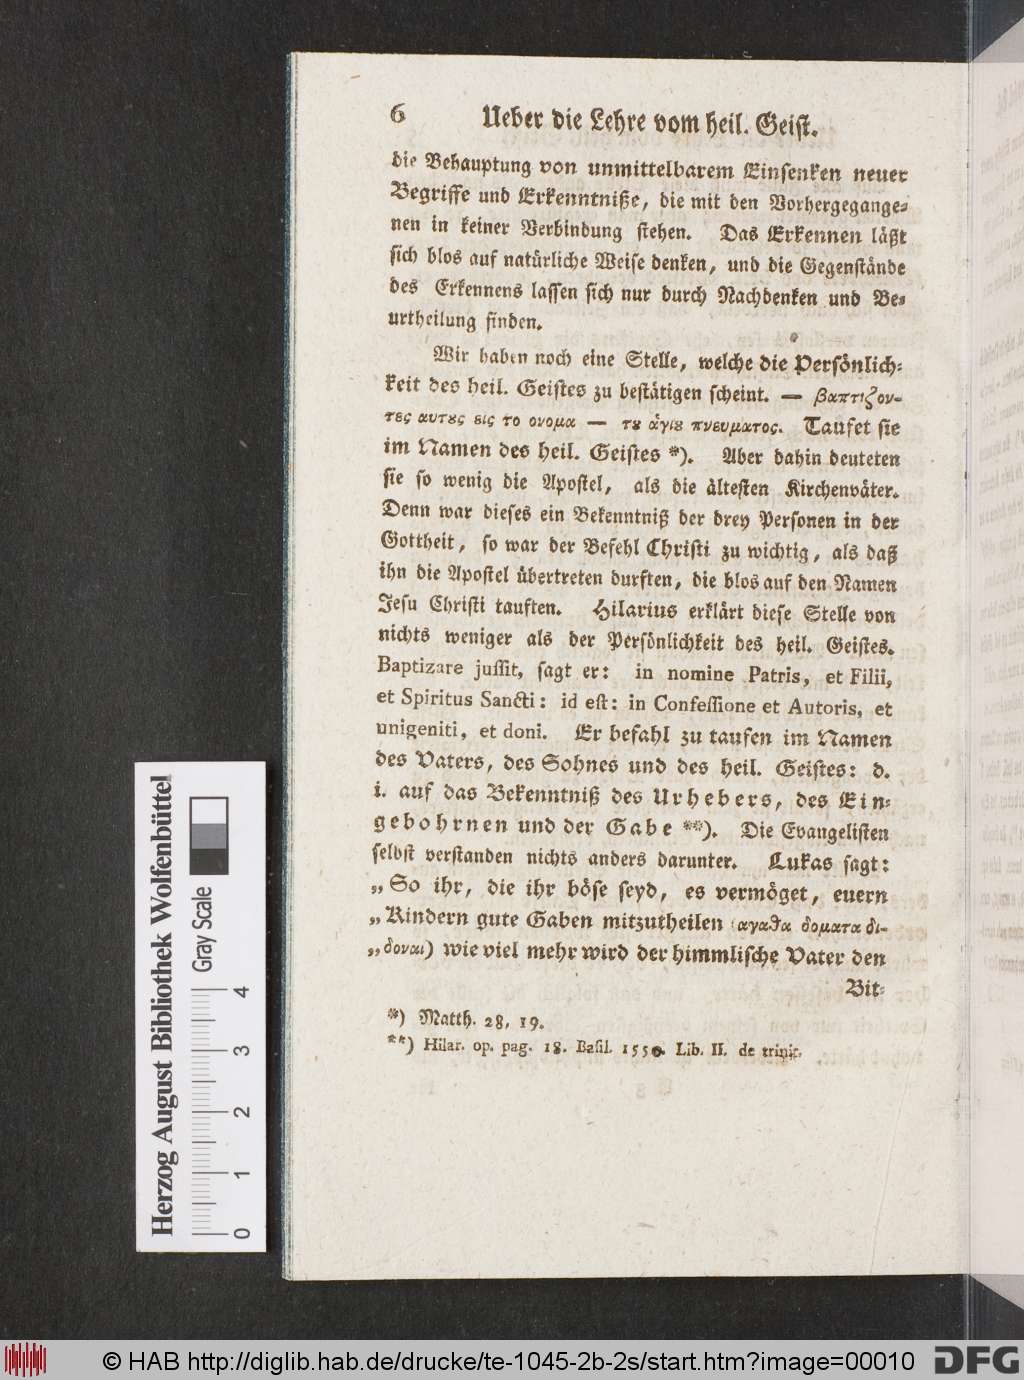 6 Ueber die Lehre vom heil. Geist.
die Behauptung von unmittelbarem Einsenken neuer
Begriffe und Erkenntniße, die mit den Vorhergegange-
nen in keiner Verbindung stehen. Das Erkennen läßt
sich blos auf natürliche Weise denken, und die Gegenstände
des Erkennens lassen sich nur durch Nachdenken und Be-
urtheilung finden.
Wir haben noch eine Stelle, welche die Persönlich-
keit des heil. Geistes zu bestätigen scheint. — βαπτιζον-
τες αυτȣς εις το ονομα — τȣ ἁγιȣ πνευματος. Taufet sie
im Namen des heil. Geistes *). Aber dahin deuteten
sie so wenig die Apostel, als die ältesten Kirchenväter.
Denn war dieses ein Bekenntniß der drey Personen in der
Gottheit, so war der Befehl Christi zu wichtig, als daß
ihn die Apostel übertreten durften, die blos auf den Namen
Jesu Christi tauften. Hilarius erklärt diese Stelle von
nichts weniger als der Persönlichkeit des heil. Geistes.
Baptizare jussit, sagt er: in nomine Patris, et Filii,
et Spiritus Sancti: id est: in Confessione et Autoris, et
unigeniti, et doni. Er befahl zu taufen im Namen
des Vaters, des Sohnes und des heil. Geistes: d.
i. auf das Bekenntniß des Urhebers, des Ein-
gebohrnen und der Gabe **). Die Evangelisten
selbst verstanden nichts anders darunter. Lukas sagt:
„So ihr, die ihr böse seyd, es vermöget, euern
„Kindern gute Gaben mitzutheilen (αγαθα δοματα δι-
„δοναι) wie viel mehr wird der himmlische Vater den
Bit-
*) Matth. 28, 19.
**) Hilar. op. pag. 18. Basil. 1550. Lib. II. de trinit.
Herzog August Bibliothek Wolfenbüttel
Gray Scale
0 1 2 3 4
© HAB http://diglib.hab.de/drucke/te-1045-2b-2s/start.htm?image=00010
DFG